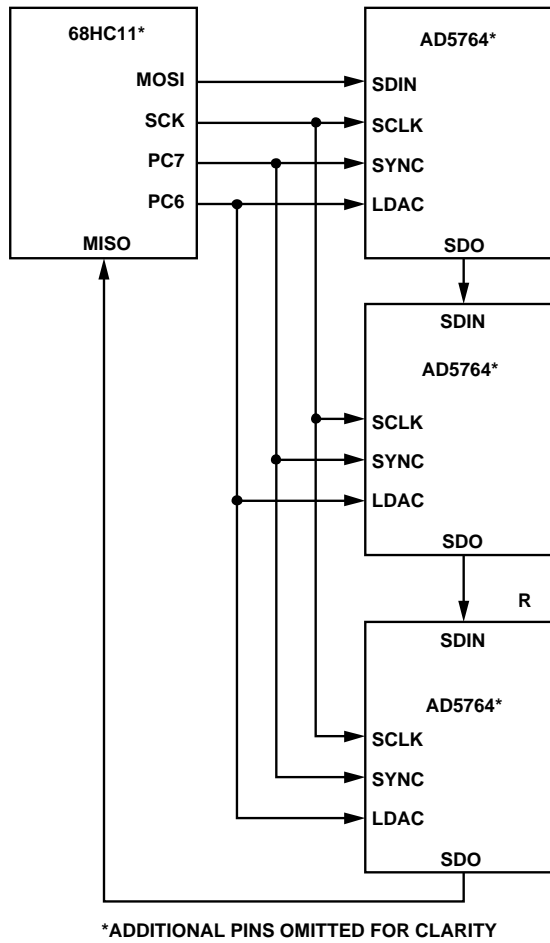 68HC11*
MOSI
SCK
PC7
PC6
MISO
AD5764*
SDIN
SCLK
SYNC
LDAC
SDO
SDIN
AD5764*
SCLK
SYNC
LDAC
SDO
R
SDIN
AD5764*
SCLK
SYNC
LDAC
SDO
*ADDITIONAL PINS OMITTED FOR CLARITY